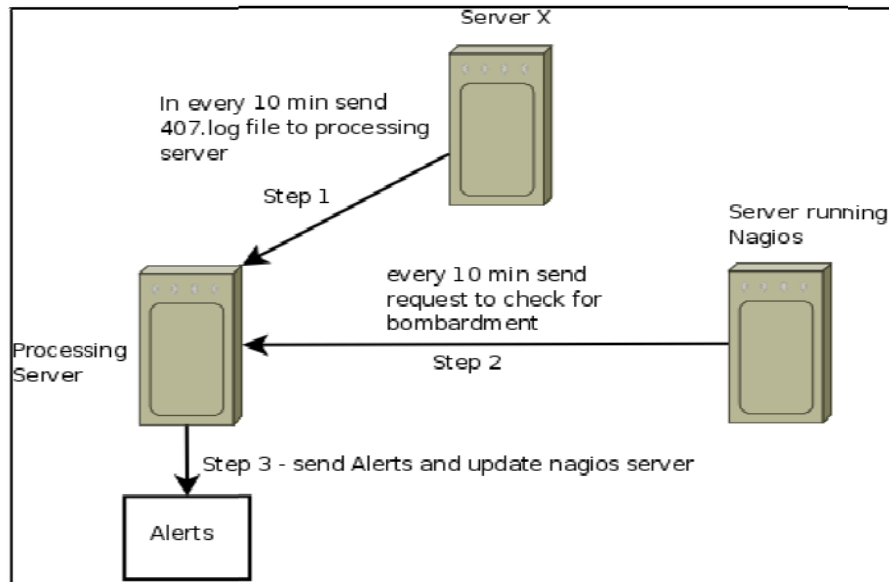 Server X
In every 10 min send
407.log file to processing
server
Step 1
Server running
Nagios
every 10 min send
request to check for
bombardment
Step 2
Processing
Server
Step 3 - send Alerts and update nagios server
Alerts